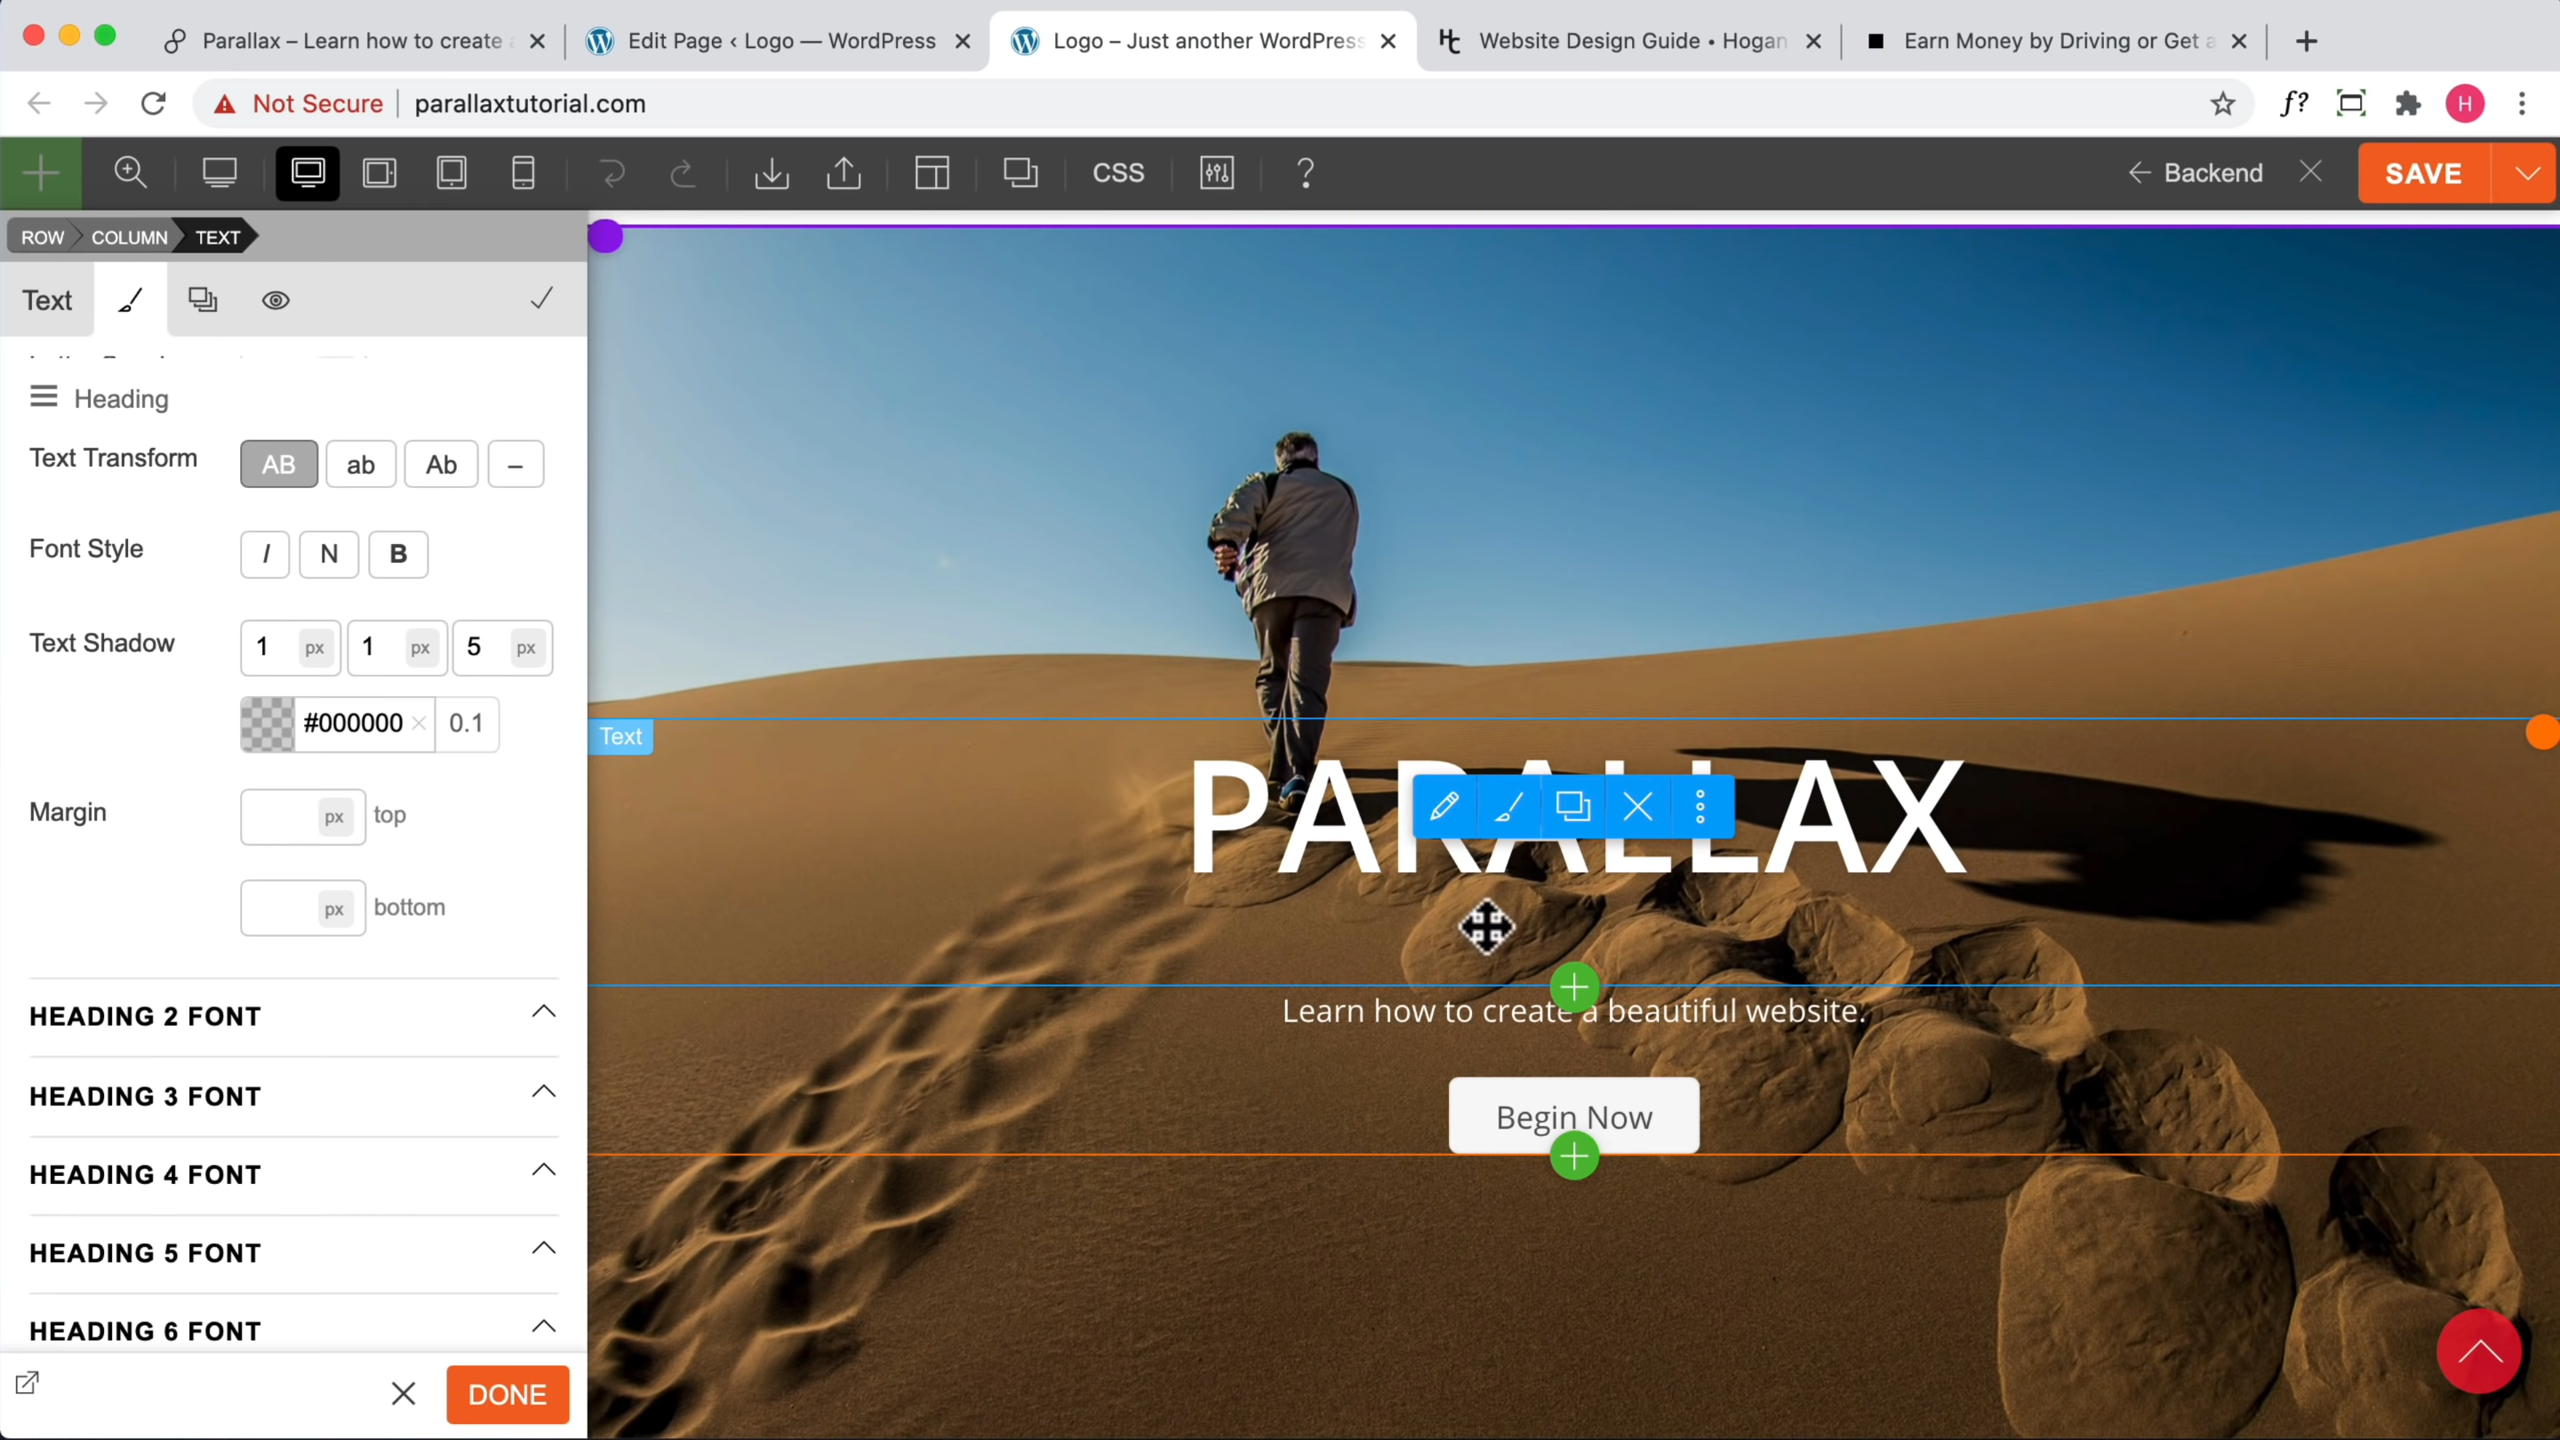 Parallax – Learn how to create a
Edit Page ‹ Logo — WordPress
Logo – Just another WordPress
Website Design Guide • Hogan
Earn Money by Driving or Get a
Not Secure
parallaxtutorial.com
f?
H
CSS
?
Backend
SAVE
ROW
COLUMN
TEXT
Text
Heading
Text Transform
AB
ab
Ab
–
Font Style
I
N
B
Text Shadow
1 px
1 px
5 px
#000000
0.1
Margin
px
top
px
bottom
HEADING 2 FONT
HEADING 3 FONT
HEADING 4 FONT
HEADING 5 FONT
HEADING 6 FONT
DONE
Text
PARALLAX
Learn how to create a beautiful website.
Begin Now